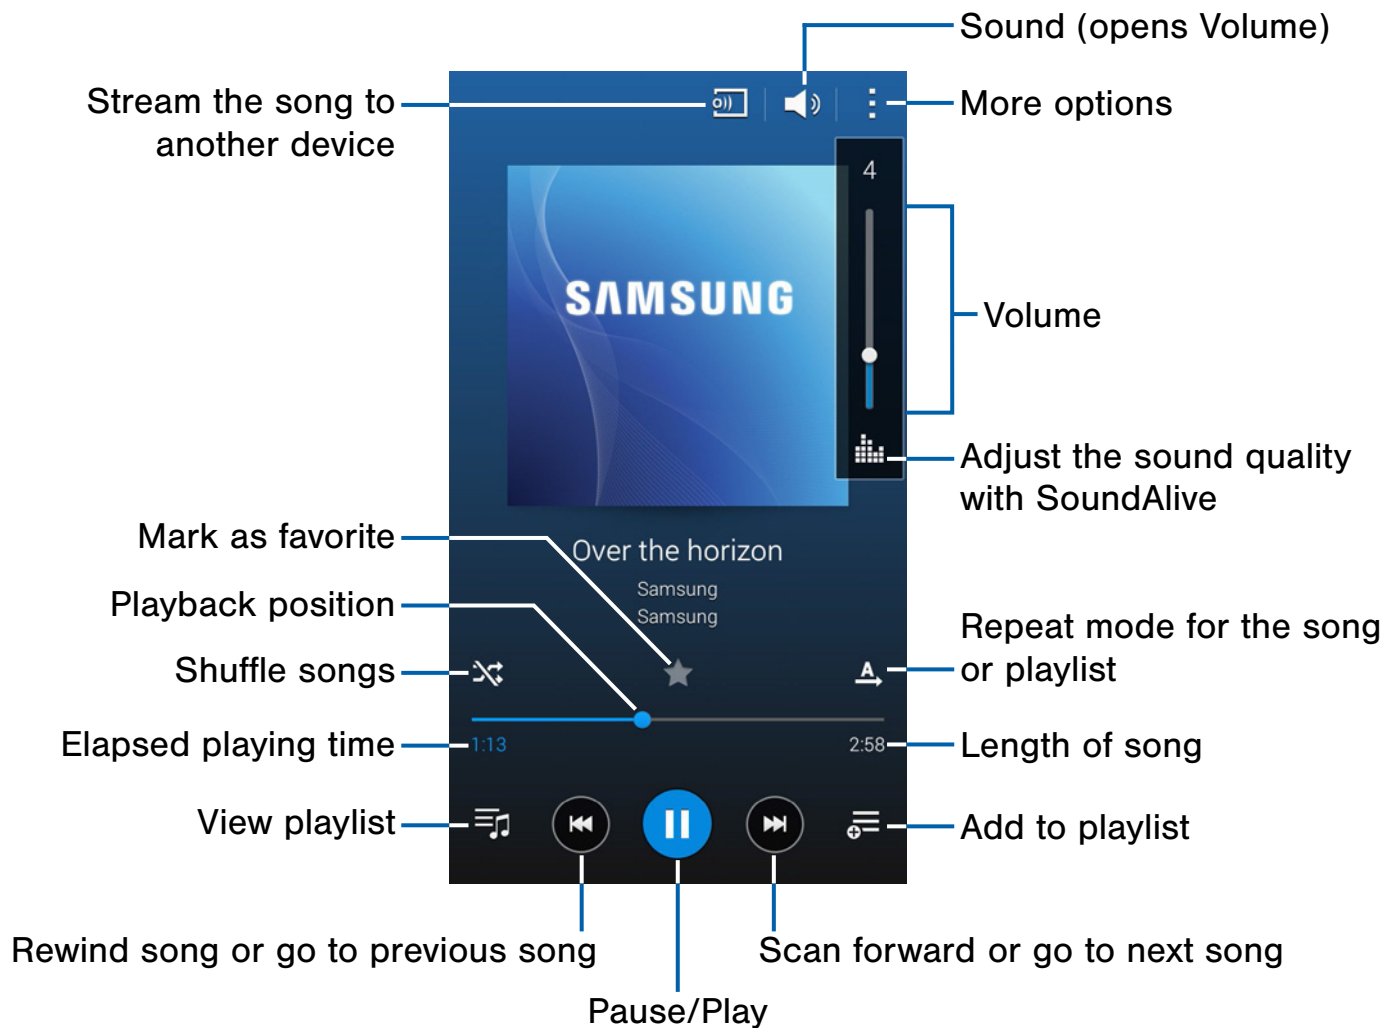 Sound (opens Volume)
Stream the song to
another device
More options
4
SAMSUNG
Volume
Adjust the sound quality
with SoundAlive
Mark as favorite
Over the horizon
Playback position
Samsung
Samsung
Repeat mode for the song
or playlist
Shuffle songs
A
Elapsed playing time
1:13
2:58
Length of song
View playlist
Add to playlist
Rewind song or go to previous song
Scan forward or go to next song
Pause/Play